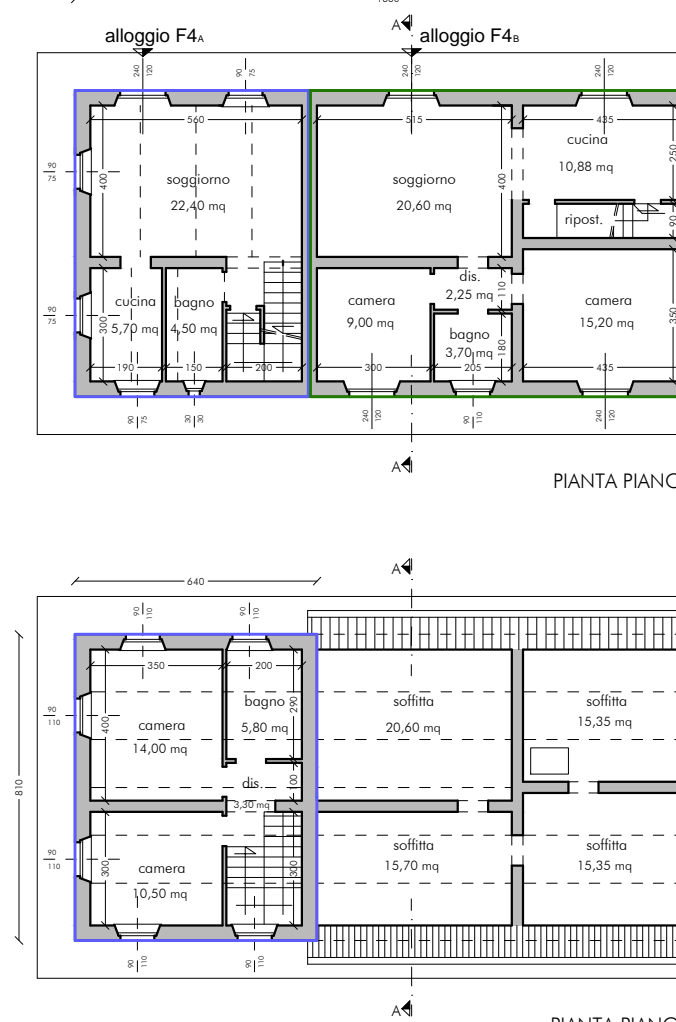 1080
A
alloggio F4A
alloggio F4B
240 120
90 75
240 120
240 120
560
515
435
90 75
400
soggiorno
22,40 mq
soggiorno
20,60 mq
400
cucina
10,88 mq
250
ripost.
90
90 75
300
cucina
5,70 mq
bagno
4,50 mq
camera
9,00 mq
dis.
2,25 mq
110
bagno
3,70 mq
180
camera
15,20 mq
350
190
150
200
300
205
435
90 75
30 30
240 120
90 110
240 120
A
PIANTA PIANO
640
A
90 110
90 110
350
200
90 110
400
camera
14,00 mq
bagno
5,80 mq
290
soffitta
20,60 mq
soffitta
15,35 mq
810
dis.
3,30 mq
100
90 110
300
camera
10,50 mq
300
soffitta
15,70 mq
soffitta
15,35 mq
90 110
90 110
A
PIANTA PIANO